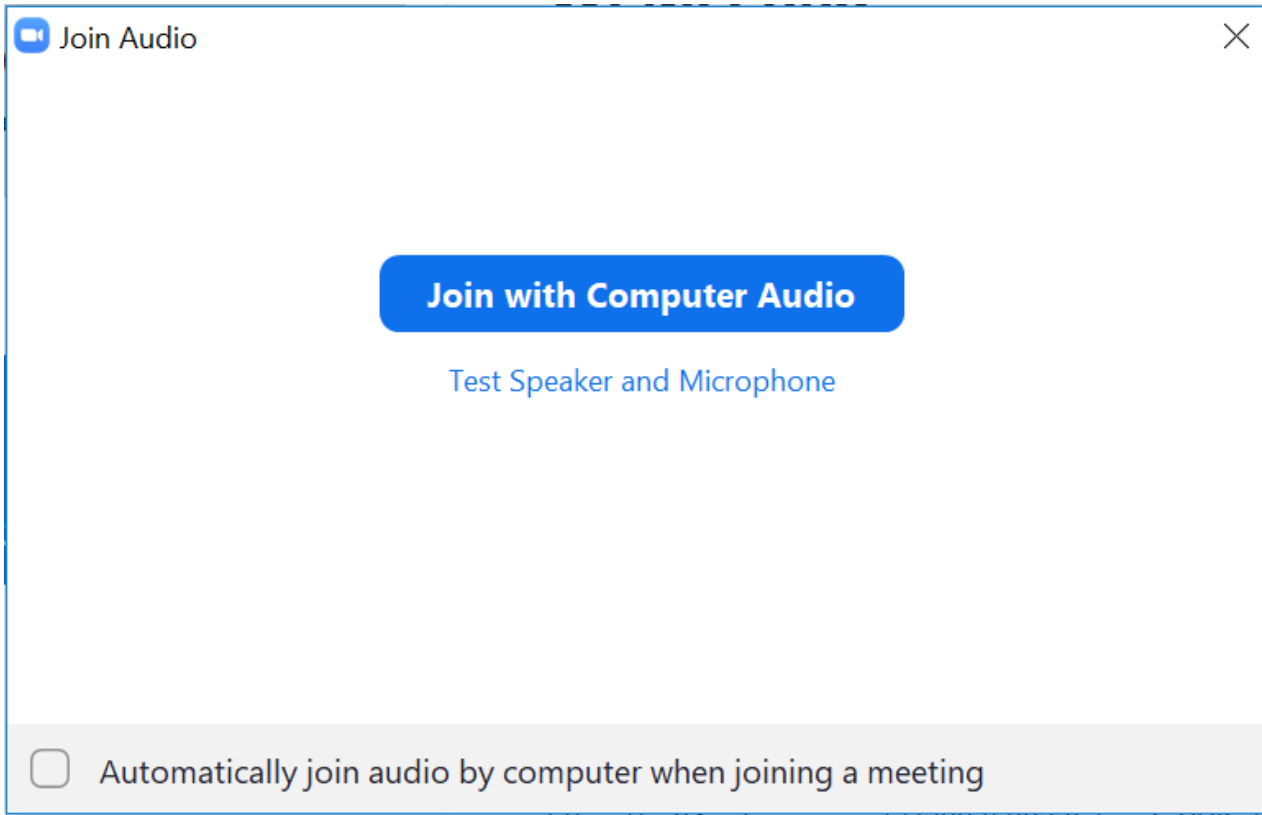 Join Audio
Join with Computer Audio
Test Speaker and Microphone
Automatically join audio by computer when joining a meeting